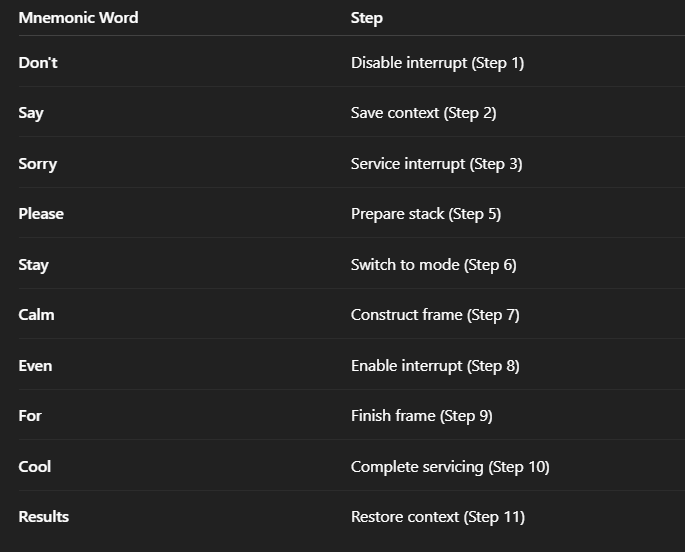 Mnemonic Word Step
Don't Disable interrupt (Step 1)
Say Save context (Step 2)
Sorry Service interrupt (Step 3)
Please Prepare stack (Step 5)
Stay Switch to mode (Step 6)
Calm Construct frame (Step 7)
Even Enable interrupt (Step 8)
For Finish frame (Step 9)
Cool Complete servicing (Step 10)
Results Restore context (Step 11)